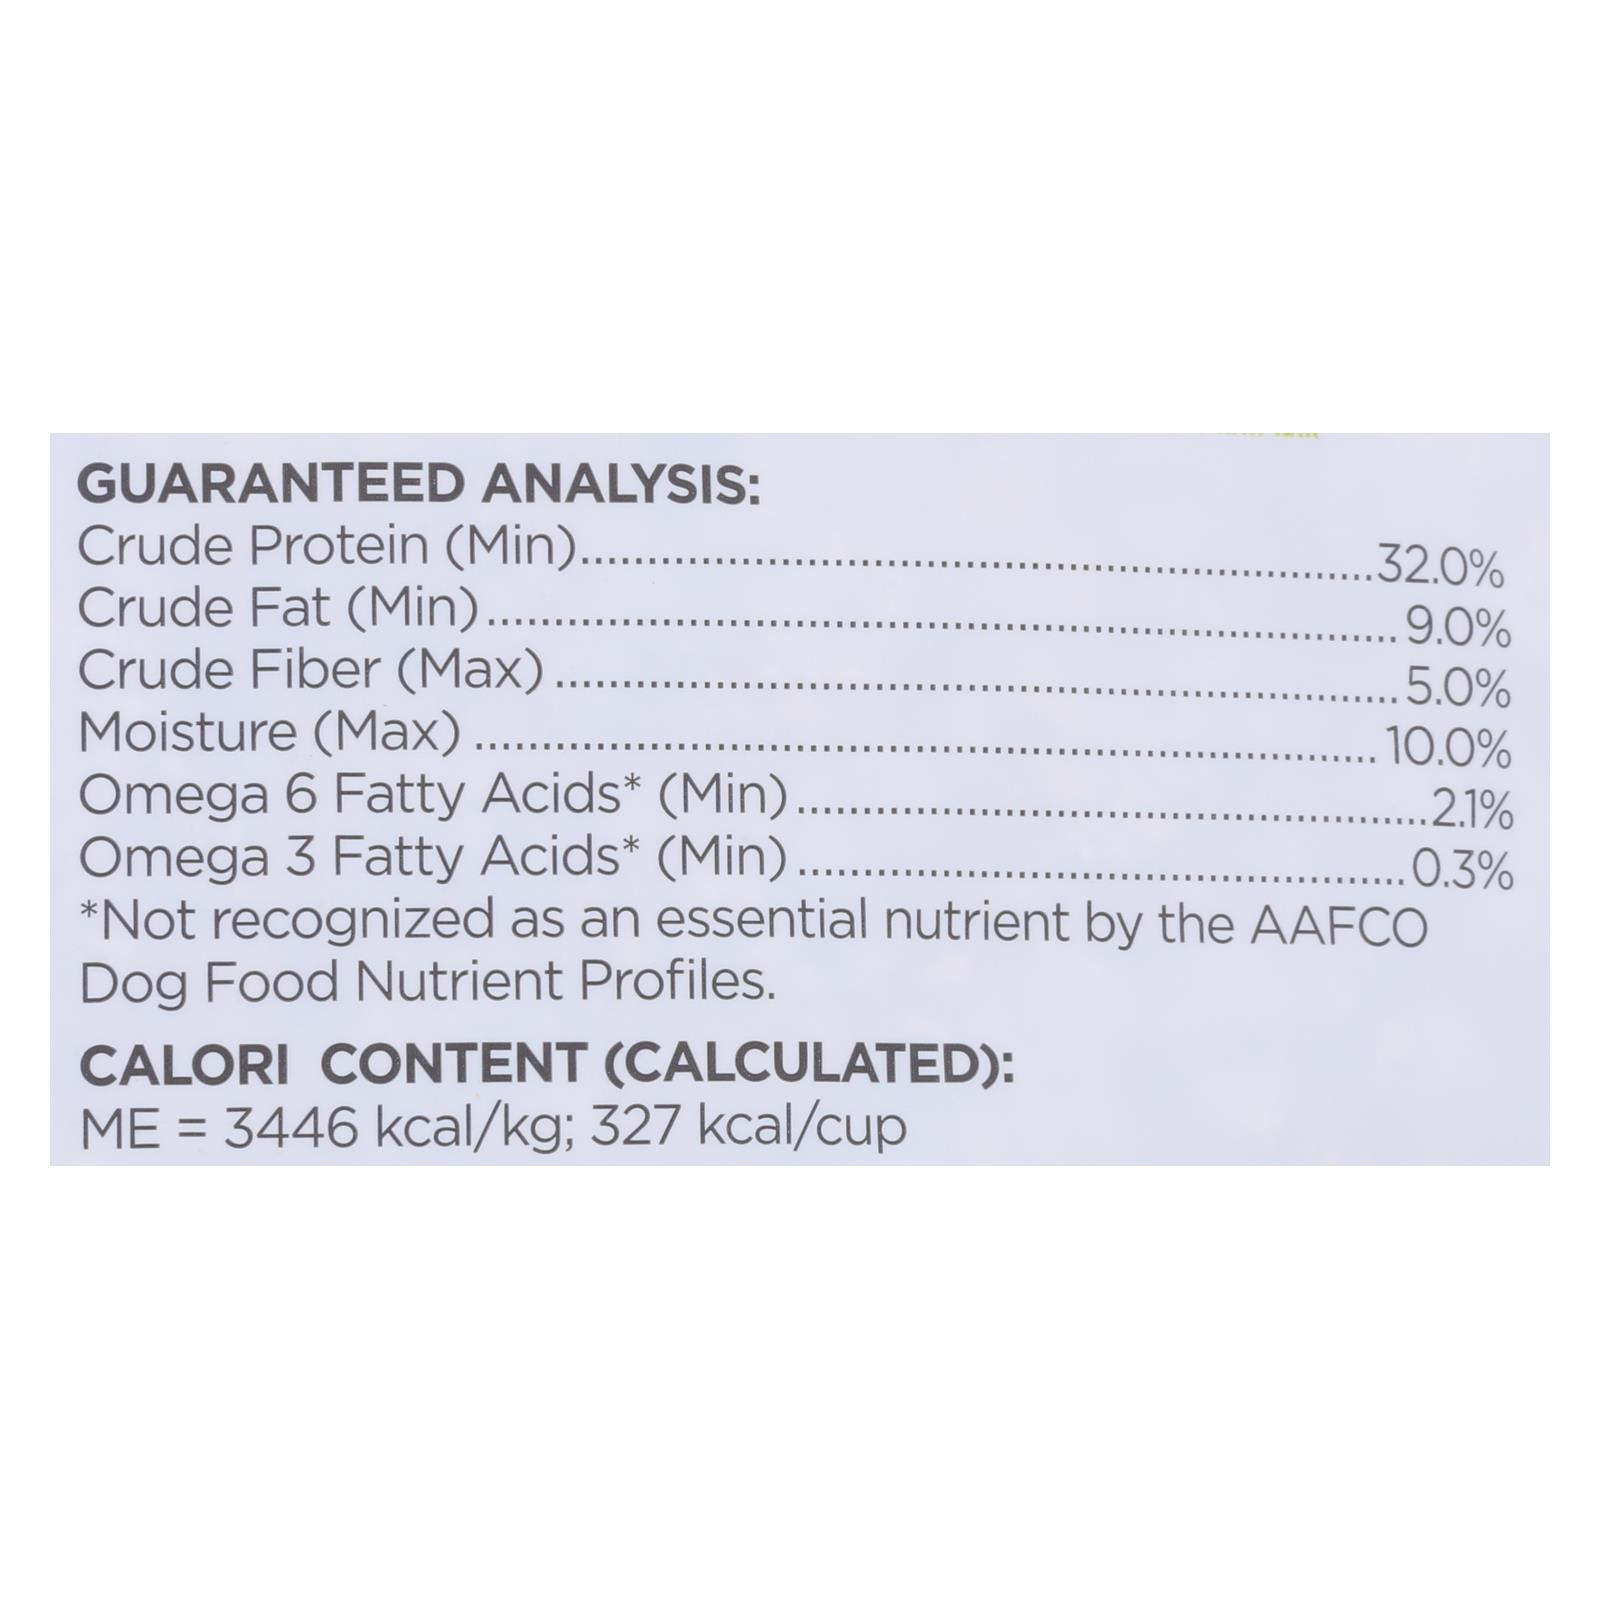 GUARANTEED ANALYSIS:
Crude Protein (Min)..........................................................................32.0%
Crude Fat (Min)......................................................................................9.0%
Crude Fiber (Max)................................................................................5.0%
Moisture (Max)....................................................................................10.0%
Omega 6 Fatty Acids* (Min)............................................................2.1%
Omega 3 Fatty Acids* (Min)..........................................................0.3%
*Not recognized as an essential nutrient by the AAFCO
Dog Food Nutrient Profiles.
CALORI CONTENT (CALCULATED):
ME = 3446 kcal/kg; 327 kcal/cup